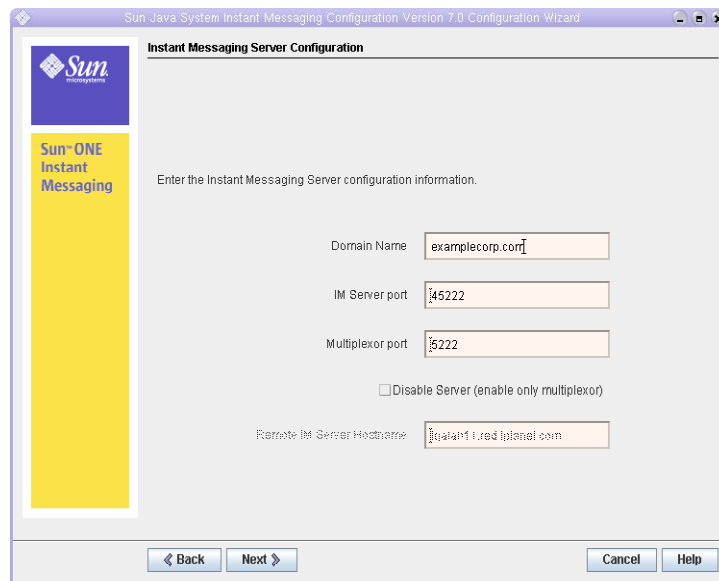 Sun Java System Instant Messaging Configuration Version 7.0 Configuration Wizard
Sun
microsystems
Sun™ ONE
Instant
Messaging
Instant Messaging Server Configuration
Enter the Instant Messaging Server configuration information.
Domain Name
examplecorp.com
IM Server port
45222
Multiplexor port
5222
Disable Server (enable only multiplexor)
Remote IM Server Hostname
Back
Next
Cancel
Help